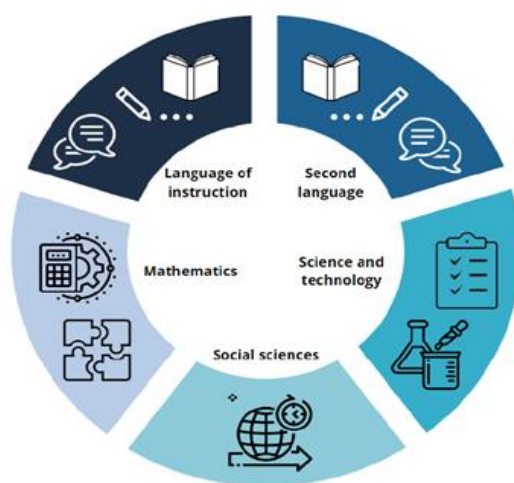 Language of
instruction
Second
language
Mathematics
Science and
technology
Social sciences